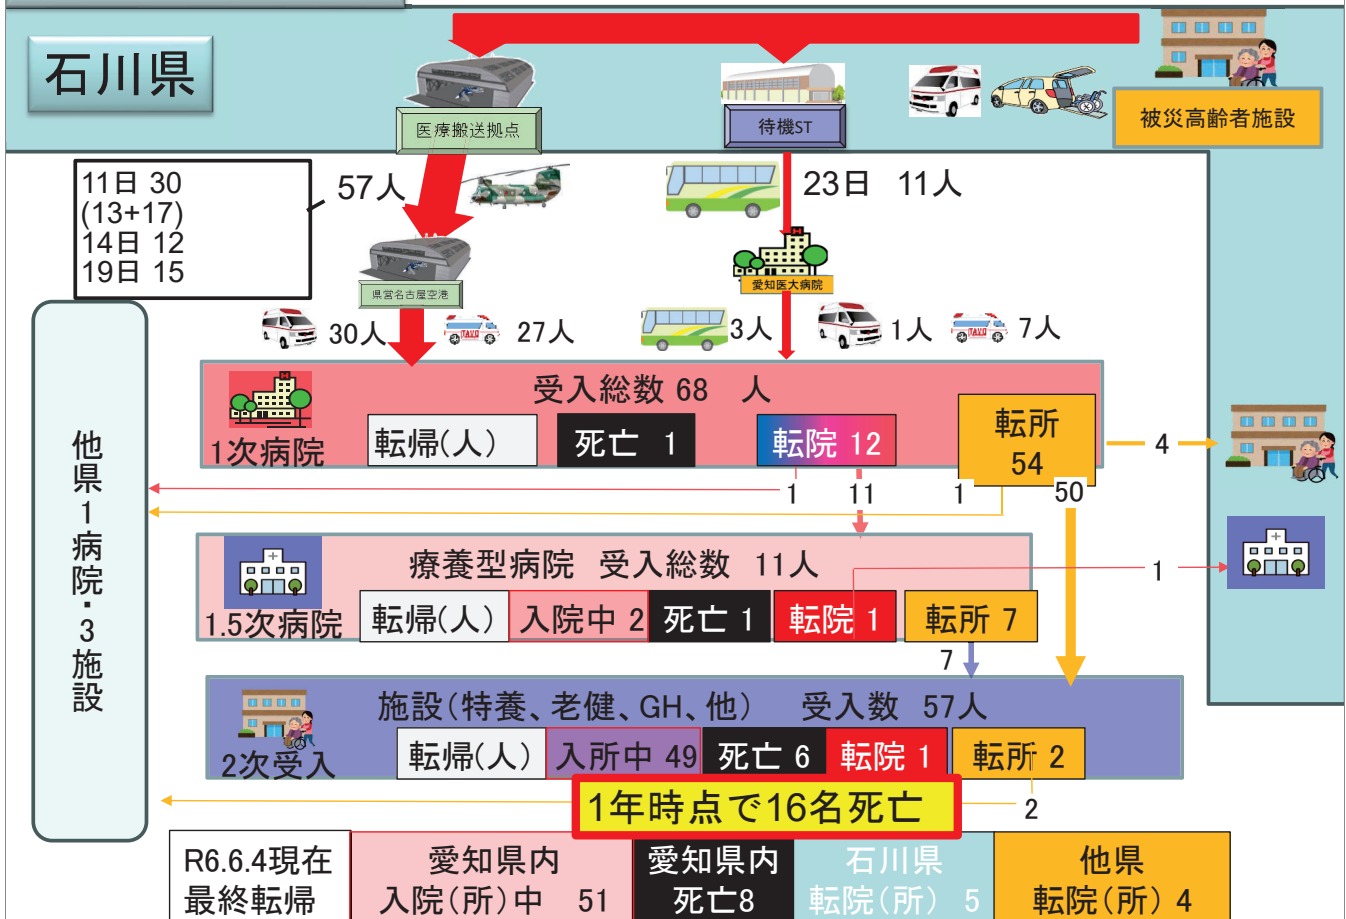 石川県
医療搬送拠点
待機ST
被災高齢者施設
11日 30
(13+17)
14日 12
19日 15
57人
23日 11人
県営名古屋空港
愛知医大病院
30人
27人
3人
1人
7人
受入総数 68 人
1次病院
転帰(人)
死亡 1
転院 12
転所
54
4
1
11
1
50
他県1病院・3施設
療養型病院 受入総数 11人
1.5次病院
転帰(人)
入院中 2
死亡 1
転院 1
転所 7
1
7
施設(特養、老健、GH、他) 受入数 57人
2次受入
転帰(人)
入所中 49
死亡 6
転院 1
転所 2
2
1年時点で16名死亡
R6.6.4現在
最終転帰
愛知県内
入院(所)中 51
愛知県内
死亡8
石川県
転院(所) 5
他県
転院(所) 4